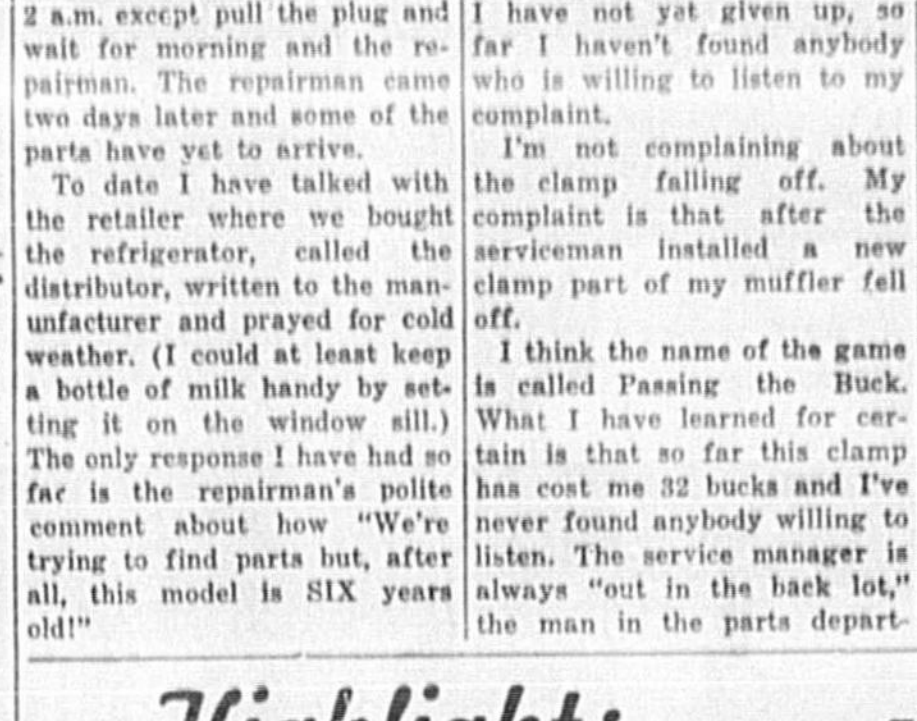 2 a.m. except pull the plug and
wait for morning and the re-
pairman. The repairman came
two days later and some of the
parts have yet to arrive.
To date I have talked with
the retailer where we bought
the refrigerator, called the
distributor, written to the man-
unfacturer and prayed for cold
weather. (I could at least keep
a bottle of milk handy by set-
ting it on the window sill.)
The only response I have had so
far is the repairman's polite
comment about how "We're
trying to find parts but, after
all, this model is SIX years
old!"
I have not yet given up, so
far I haven't found anybody
who is willing to listen to my
complaint.
I'm not complaining about
the clamp falling off. My
complaint is that after the
serviceman installed a new
clamp part of my muffler fell
off.
I think the name of the game
is called Passing the Buck.
What I have learned for cer-
tain is that so far this clamp
has cost me 32 bucks and I've
never found anybody willing to
listen. The service manager is
always "out in the back lot,"
the man in the parts depart-